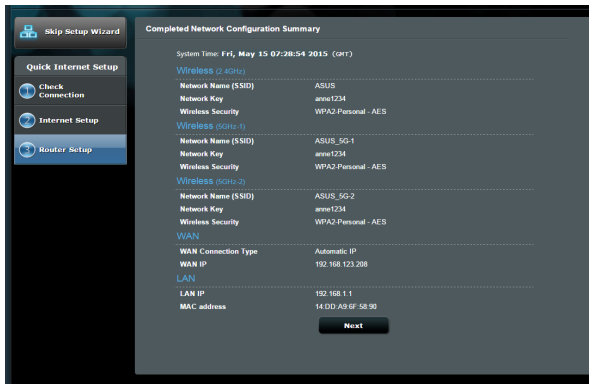 Skip Setup Wizard
Quick Internet Setup
1 Check Connection
2 Internet Setup
3 Router Setup
Completed Network Configuration Summary
System Time: Fri, May 15 07:28:54 2015 (GMT)
Wireless (2.4GHz)
Network Name (SSID) ASUS
Network Key anne1234
Wireless Security WPA2-Personal - AES
Wireless (5GHz-1)
Network Name (SSID) ASUS_5G-1
Network Key anne1234
Wireless Security WPA2-Personal - AES
Wireless (5GHz-2)
Network Name (SSID) ASUS_5G-2
Network Key anne1234
Wireless Security WPA2-Personal - AES
WAN
WAN Connection Type Automatic IP
WAN IP 192.168.123.208
LAN
LAN IP 192.168.1.1
MAC address 14:DD:A9:6F:58:90
Next